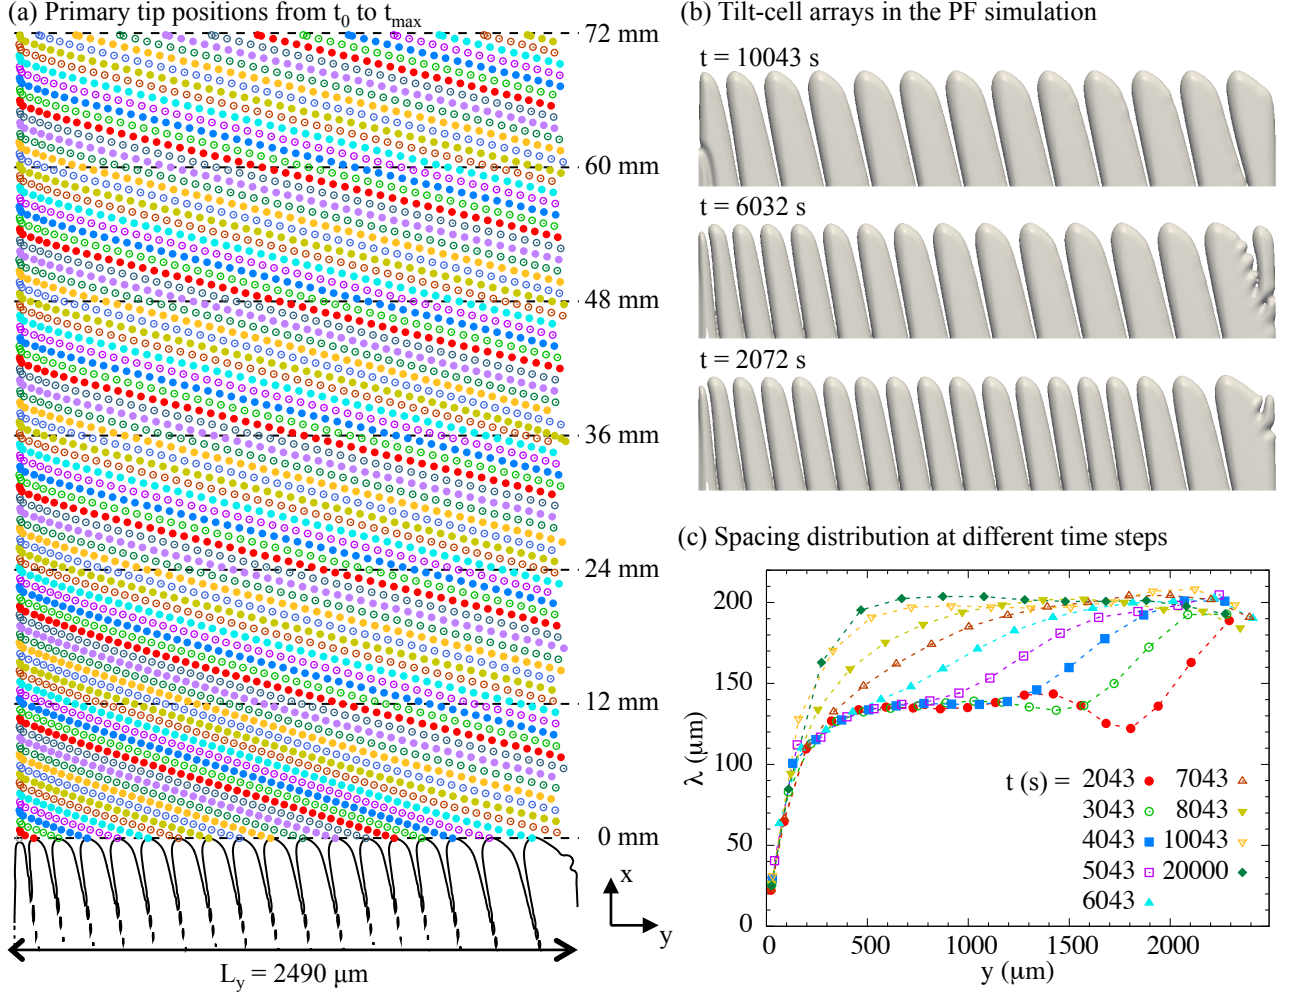 (a) Primary tip positions from t0 to tmax
72 mm
60 mm
48 mm
36 mm
24 mm
12 mm
0 mm
x
y
Ly = 2490 μm
(b) Tilt-cell arrays in the PF simulation
t = 10043 s
t = 6032 s
t = 2072 s
(c) Spacing distribution at different time steps
200
150
100
50
0
λ (μm)
0 500 1000 1500 2000
y (μm)
t (s) = 2043 7043
3043 8043
4043 10043
5043 20000
6043